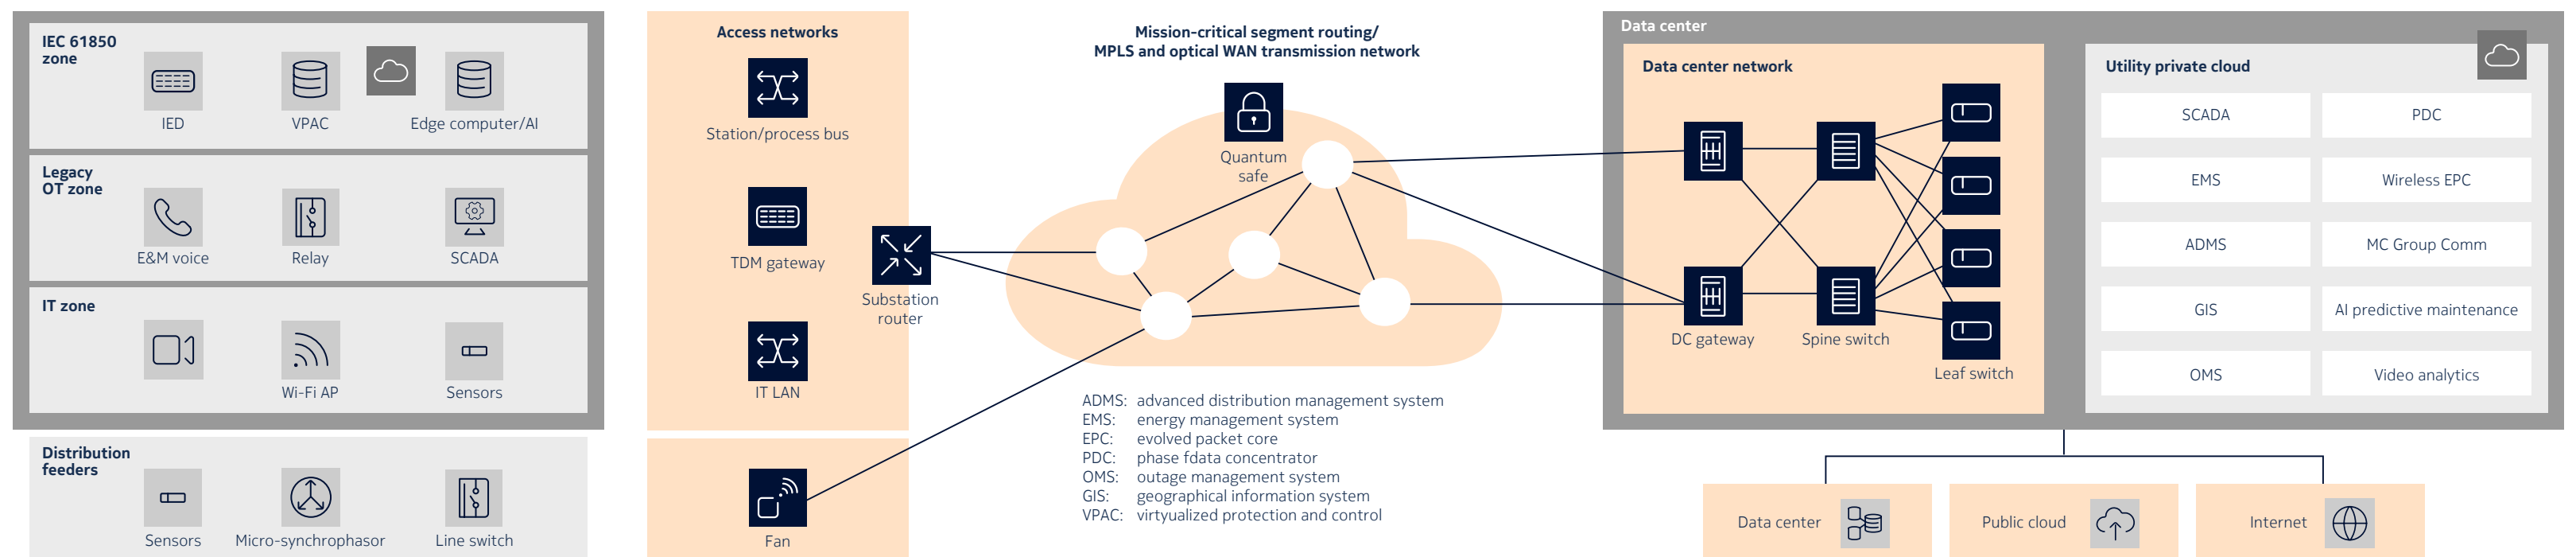 IEC 61850
zone
IED
VPAC
Edge computer/AI
Legacy
OT zone
E&M voice
Relay
SCADA
IT zone
Wi-Fi AP
Sensors
Distribution
feeders
Sensors
Micro-synchrophasor
Line switch
Access networks
Station/process bus
TDM gateway
Substation
router
IT LAN
Fan
Mission-critical segment routing/
MPLS and optical WAN transmission network
Quantum
safe
ADMS: advanced distribution management system
EMS: energy management system
EPC: evolved packet core
PDC: phase fdata concentrator
OMS: outage management system
GIS: geographical information system
VPAC: virtyualized protection and control
Data center
Data center network
DC gateway
Spine switch
Leaf switch
Utility private cloud
SCADA
PDC
EMS
Wireless EPC
ADMS
MC Group Comm
GIS
AI predictive maintenance
OMS
Video analytics
Data center
Public cloud
Internet